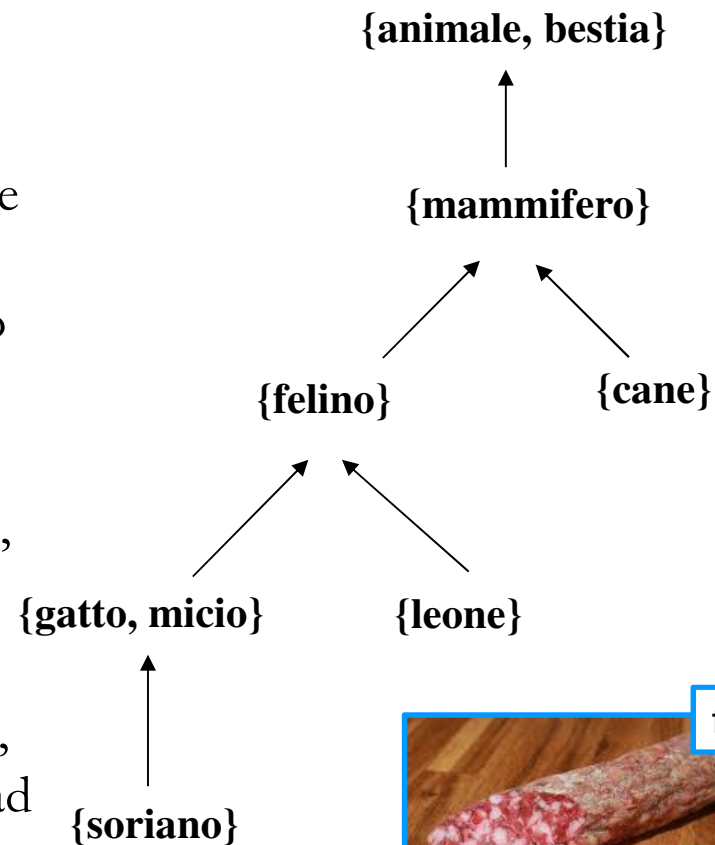 {animale, bestia}
{mammifero}
{felino}
{cane}
{gatto, micio}
{leone}
{soriano}